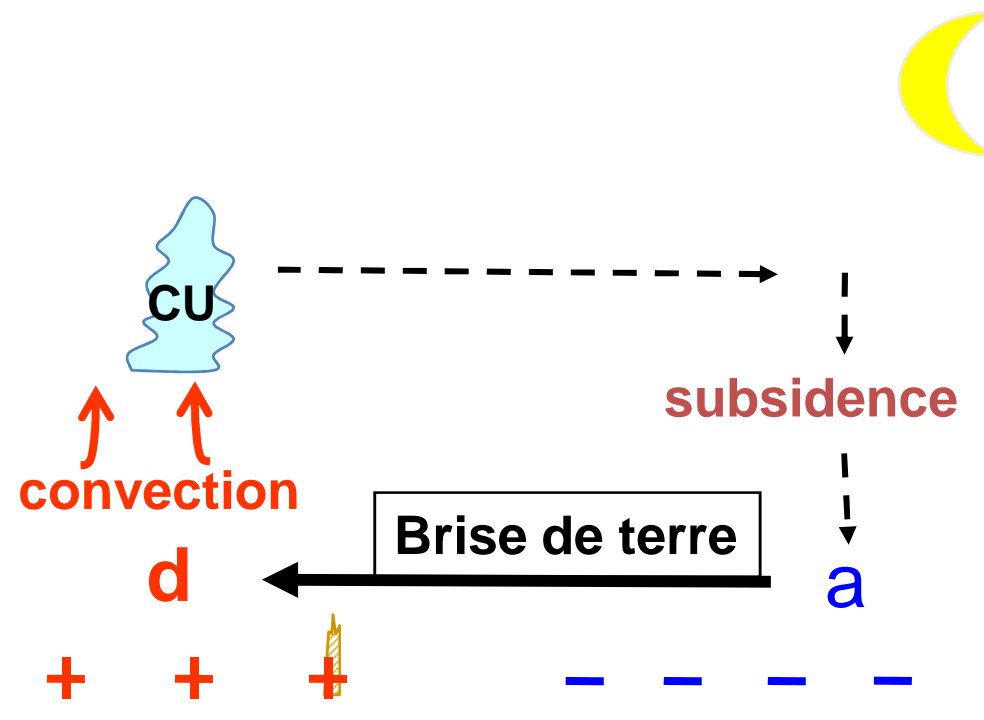 CU
subsidence
convection
Brise de terre
d
a
+ + + - - - -